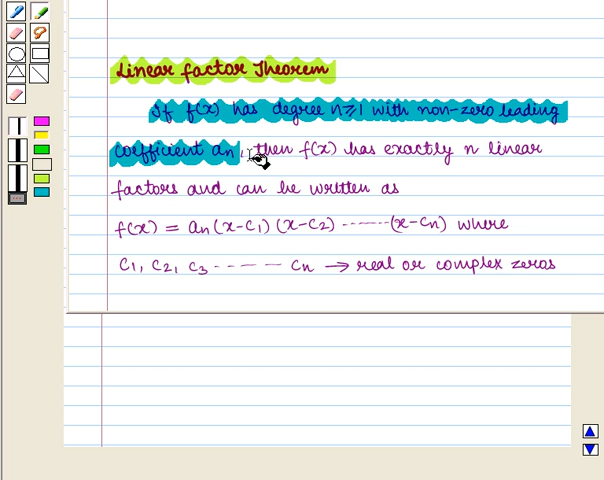 Linear factor Theorem
If f(x) has degree n ≥ 1 with non-zero leading
coefficient an, then f(x) has exactly n linear
factors and can be written as
f(x) = an (x-c1) (x-c2) ------- (x-cn) where
c1, c2, c3 ------- cn → real or complex zeros